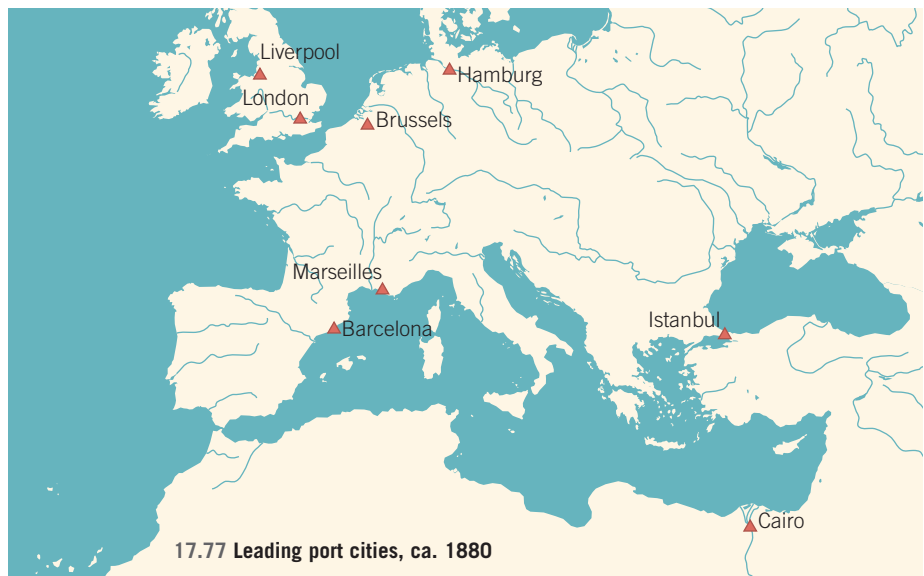 Liverpool
London
Hamburg
Brussels
Marseilles
Barcelona
Istanbul
Cairo
17.77 Leading port cities, ca. 1880